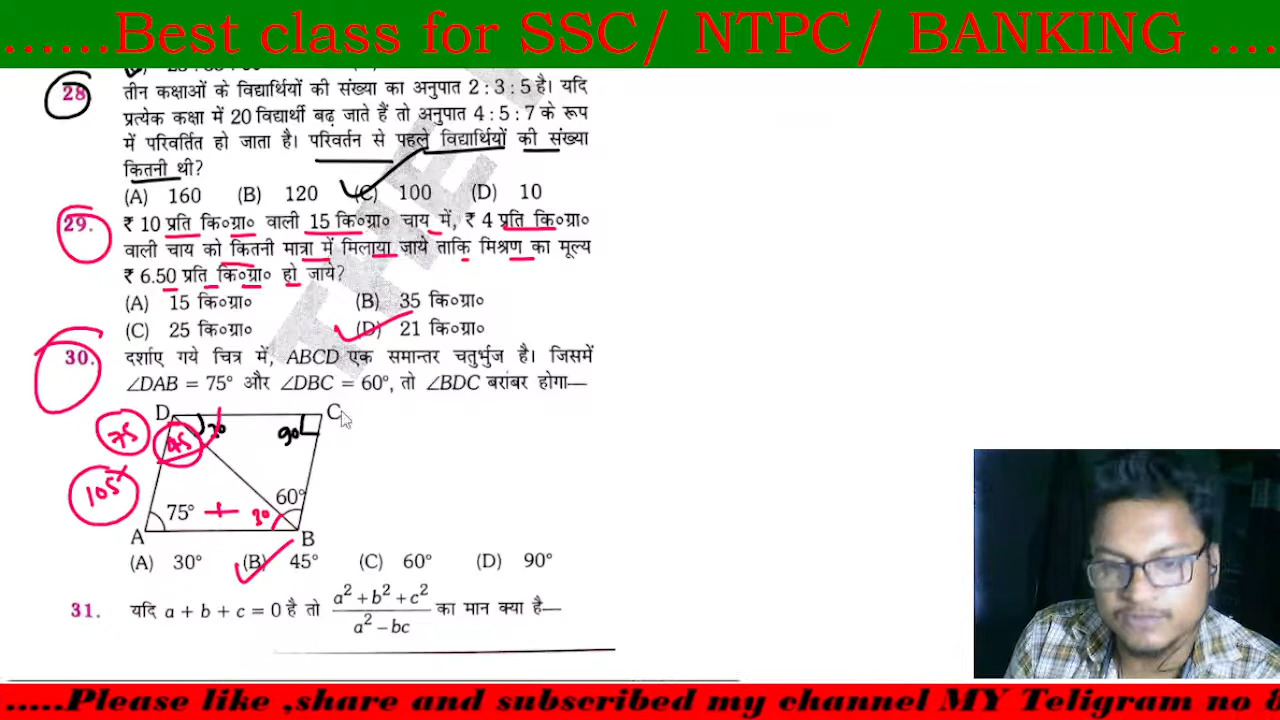 ......Best class for SSC/ NTPC/ BANKING ....
28 तीन कक्षाओं के विद्यार्थियों की संख्या का अनुपात 2 : 3 : 5 है। यदि
प्रत्येक कक्षा में 20 विद्यार्थी बढ़ जाते हैं तो अनुपात 4 : 5 : 7 के रूप
में परिवर्तित हो जाता है। परिवर्तन से पहले विद्यार्थियों की संख्या
कितनी थी?
(A) 160 (B) 120 (C) 100 (D) 10
29. ₹ 10 प्रति कि०ग्रा० वाली 15 कि०ग्रा० चाय में, ₹ 4 प्रति कि०ग्रा०
वाली चाय को कितनी मात्रा में मिलाया जाये ताकि मिश्रण का मूल्य
₹ 6.50 प्रति कि०ग्रा० हो जाये?
(A) 15 कि०ग्रा० (B) 35 कि०ग्रा०
(C) 25 कि०ग्रा० (D) 21 कि०ग्रा०
30. दर्शाए गये चित्र में, ABCD एक समान्तर चतुर्भुज है। जिसमें
∠DAB = 75° और ∠DBC = 60°, तो ∠BDC बरांबर होगा—
D C
75 45 30 90
105
60°
75° + 30
A B
(A) 30° (B) 45° (C) 60° (D) 90°
31. यदि a + b + c = 0 है तो (a² + b² + c²)/(a² – bc) का मान क्या है—
.....Please like ,share and subscribed my channel MY Teligram no 8